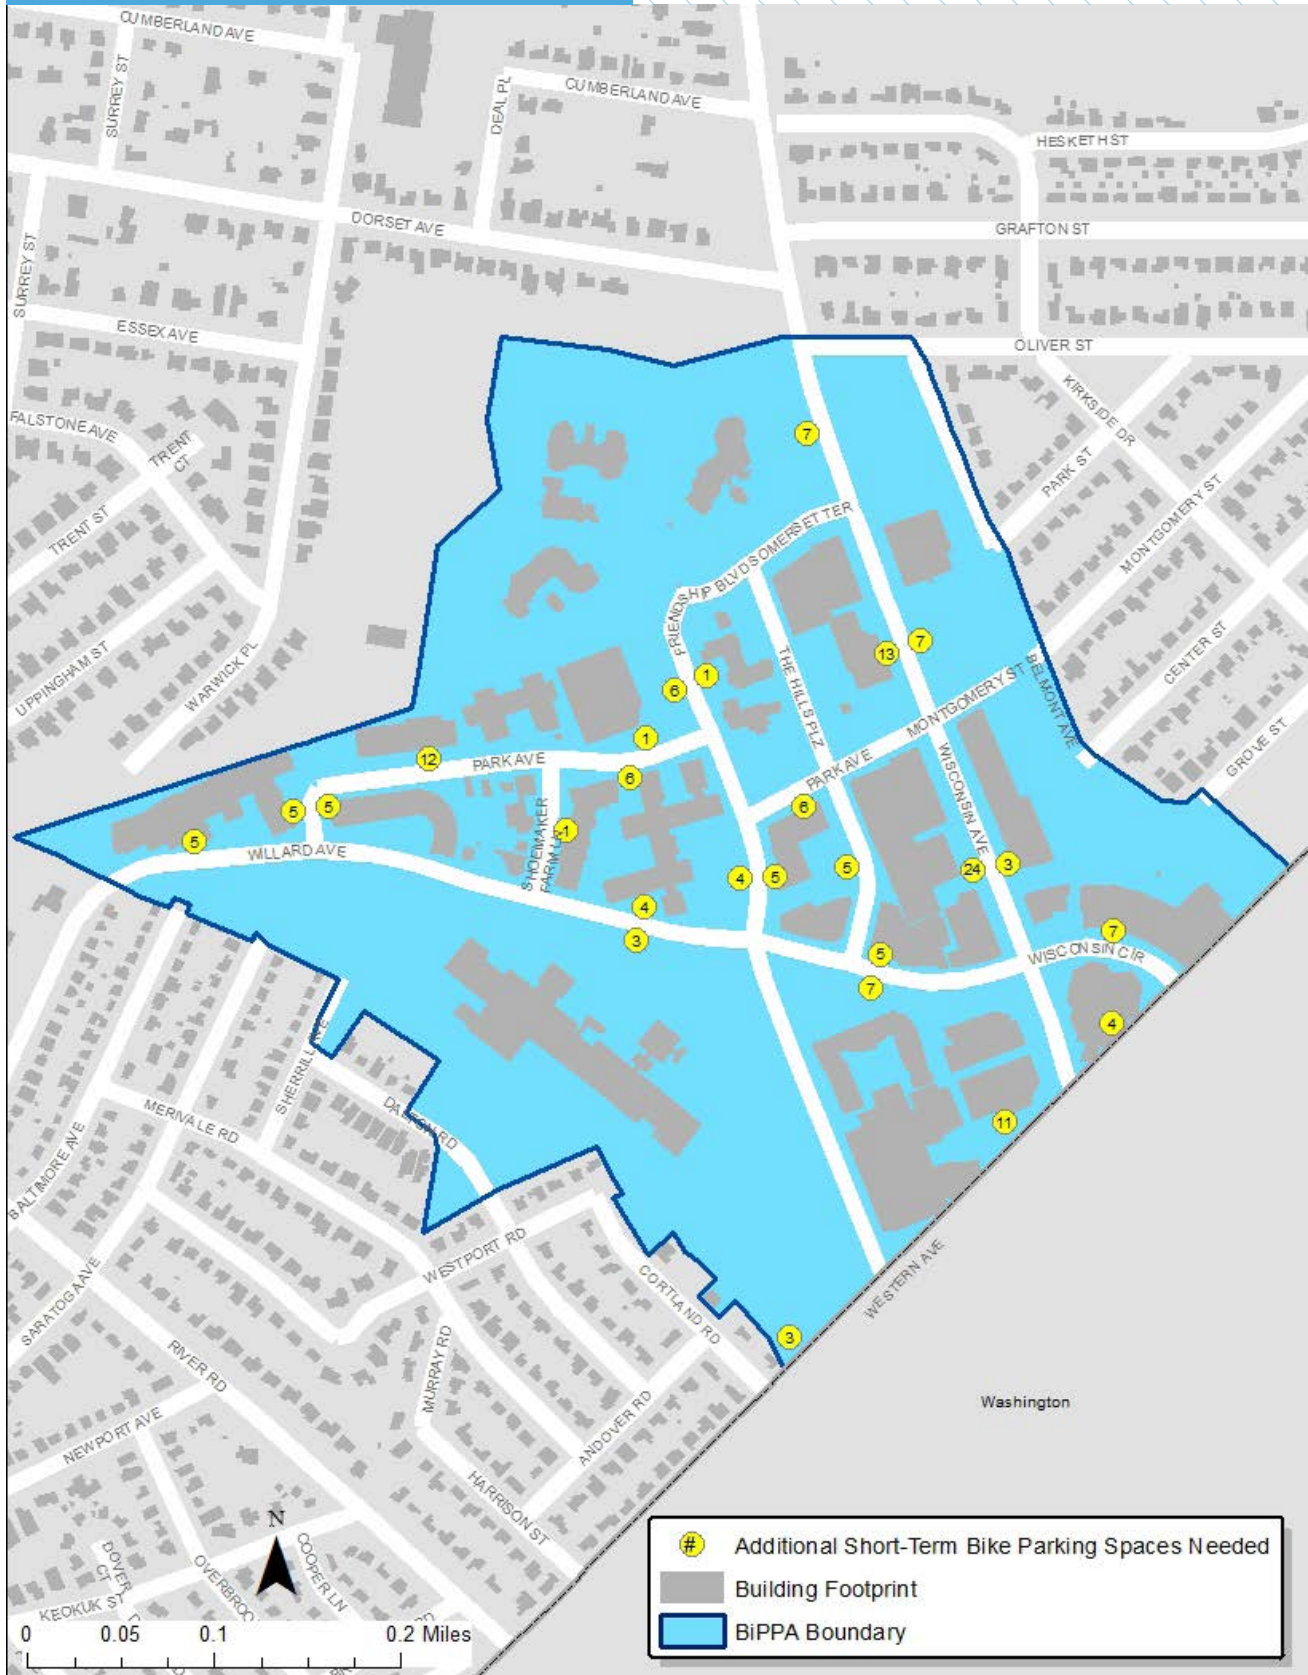 CUMBERLAND AVE
SURREY ST
DEAL PL
CUMBERLAND AVE
HESKETH ST
DORSET AVE
GRAFTON ST
SURREY ST
ESSEX AVE
OLIVER ST
KIRKSIDE DR
FALSTONE AVE
TRENT
CT
7
PARK ST
MONTGOMERY ST
TRENT ST
SOMERSET TER
FRIENDSHIP BLVD
UPPINGHAM ST
WARWICK PL
THE HILLS PLZ
13
7
CENTER ST
1
6
MONTGOMERY ST
BELMONT AVE
1
12
PARK AVE
6
PARK AVE
WISCONSIN AVE
GROVE ST
5
5
6
5
1
SHOEMAKER
FARM LN
WILLARD AVE
4
5
5
24
3
4
3
5
7
7
WISCONSIN CIR
4
SHERRILL AVE
MERIVALE RD
DALTON RD
11
BALTIMORE AVE
WESTPORT RD
WESTERN AVE
CORTLAND RD
SARATOGA AVE
3
RIVER RD
MURRAY RD
Washington
ANDOVER RD
NEWPORT AVE
HARRISON ST
N
COOPER LN
DOVER
CT
KEOKUK ST
# Additional Short-Term Bike Parking Spaces Needed
Building Footprint
BiPPA Boundary
0 0.05 0.1 0.2 Miles